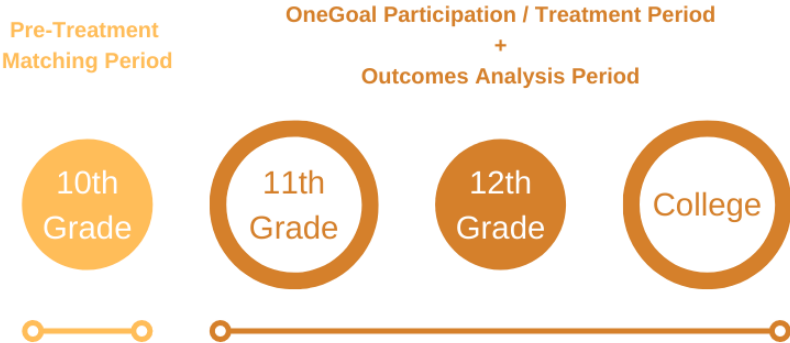 Pre-Treatment
Matching Period
OneGoal Participation / Treatment Period
+
Outcomes Analysis Period
10th
Grade
11th
Grade
12th
Grade
College